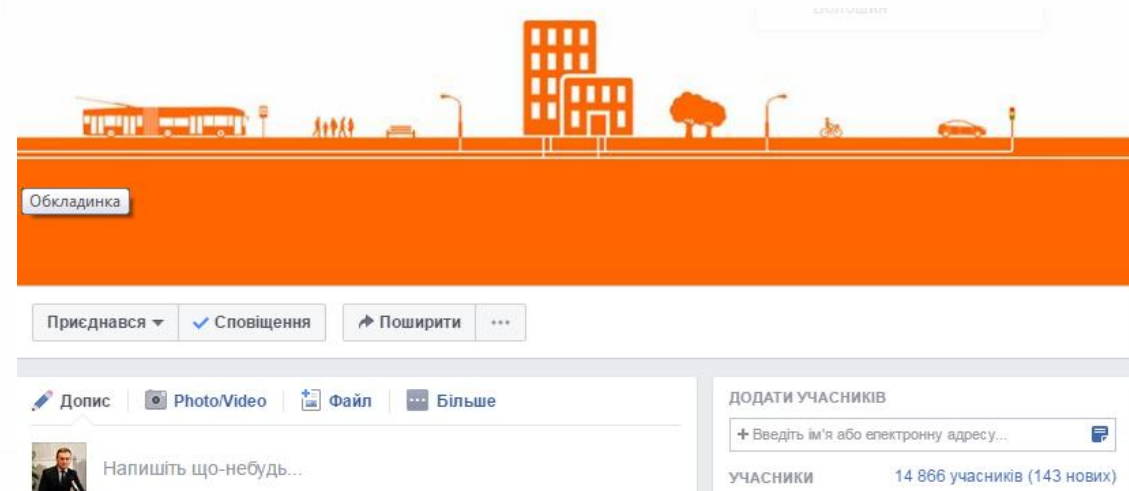 Обкладинка
Приєднався Сповіщення Поширити ...
Допис Photo/Video Файл Більше
ДОДАТИ УЧАСНИКІВ
+ Введіть ім'я або електронну адресу...
Напишіть що-небудь...
УЧАСНИКИ 14 866 учасників (143 нових)